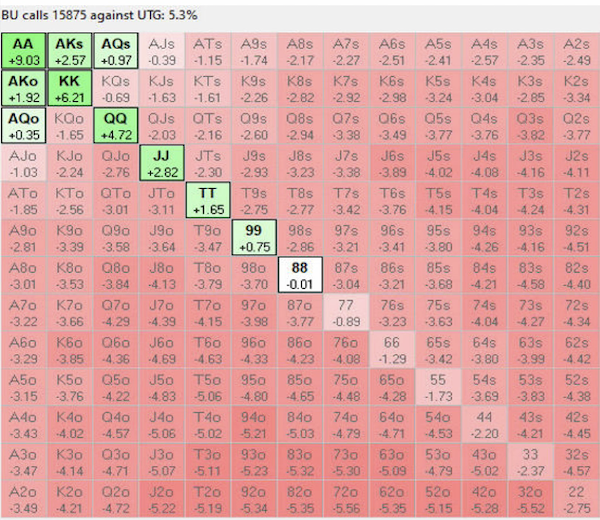 BU calls 15875 against UTG: 5.3%
AA AKs AQs AJs ATs A9s A8s A7s A6s A5s A4s A3s A2s
+9.03 +2.57 +0.97 -0.39 -1.15 -1.74 -2.17 -2.27 -2.51 -2.41 -2.57 -2.35 -2.49
AKo KK KQs KJs KTs K9s K8s K7s K6s K5s K4s K3s K2s
+1.92 +6.21 -0.69 -1.63 -1.61 -2.26 -2.82 -2.92 -2.98 -3.24 -3.04 -2.85 -3.34
AQo KQo QQ QJs QTs Q9s Q8s Q7s Q6s Q5s Q4s Q3s Q2s
+0.35 -1.65 +4.72 -2.03 -2.16 -2.60 -2.94 -3.38 -3.49 -3.77 -3.76 -3.82 -3.77
AJo KJo QJo JJ JTs J9s J8s J7s J6s J5s J4s J3s J2s
-1.03 -2.24 -2.76 +2.82 -2.30 -2.93 -3.23 -3.38 -3.89 -4.02 -4.08 -4.16 -4.11
ATo KTo QTo JTo TT T9s T8s T7s T6s T5s T4s T3s T2s
-1.85 -2.56 -3.01 -3.11 +1.65 -2.75 -2.77 -3.42 -3.76 -4.15 -4.04 -4.24 -4.31
A9o K9o Q9o J9o T9o 99 98s 97s 96s 95s 94s 93s 92s
-2.81 -3.39 -3.58 -3.64 -3.47 +0.75 -2.86 -3.21 -3.41 -3.80 -4.26 -4.16 -4.51
A8o K8o Q8o J8o T8o 98o 88 87s 86s 85s 84s 83s 82s
-3.01 -3.53 -3.84 -4.13 -3.79 -3.70 -0.01 -3.04 -3.21 -3.68 -4.21 -4.58 -4.40
A7o K7o Q7o J7o T7o 97o 87o 77 76s 75s 74s 73s 72s
-3.22 -3.66 -4.29 -4.39 -4.15 -3.98 -3.77 -0.89 -3.23 -3.63 -4.04 -4.27 -4.34
A6o K6o Q6o J6o T6o 96o 86o 76o 66 65s 64s 63s 62s
-3.29 -3.85 -4.36 -4.69 -4.63 -4.33 -4.23 -4.08 -1.29 -3.42 -3.80 -3.99 -4.42
A5o K5o Q5o J5o T5o 95o 85o 75o 65o 55 54s 53s 52s
-3.15 -3.76 -4.22 -4.83 -5.06 -4.80 -4.65 -4.48 -4.28 -1.73 -3.69 -3.83 -4.38
A4o K4o Q4o J4o T4o 94o 84o 74o 64o 54o 44 43s 42s
-3.43 -4.02 -4.57 -5.06 -5.02 -5.21 -5.03 -4.79 -4.71 -4.53 -2.20 -4.21 -4.45
A3o K3o Q3o J3o T3o 93o 83o 73o 63o 53o 43o 33 32s
-3.47 -4.14 -4.71 -5.07 -5.11 -5.23 -5.32 -5.30 -5.09 -4.79 -5.02 -2.37 -4.57
A2o K2o Q2o J2o T2o 92o 82o 72o 62o 52o 42o 32o 22
-3.49 -4.21 -4.72 -5.22 -5.19 -5.34 -5.35 -5.56 -5.35 -5.15 -5.28 -5.52 -2.75